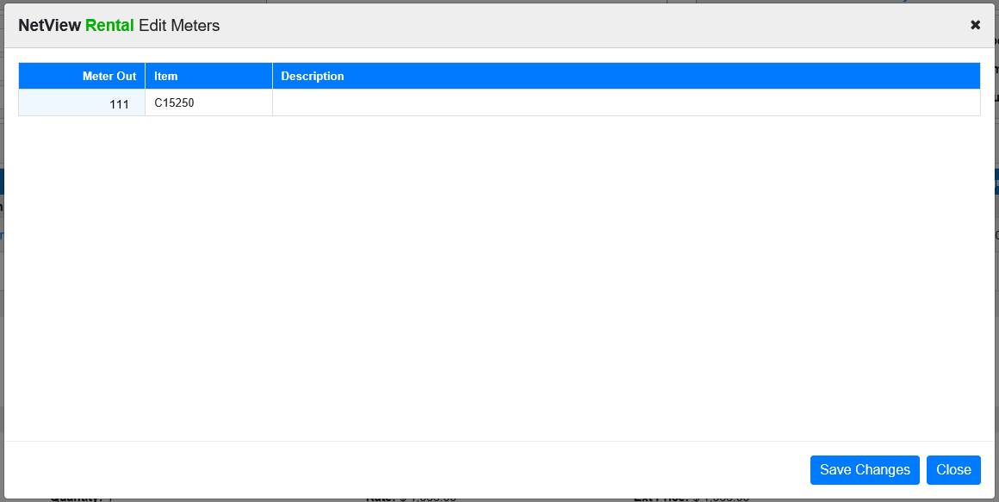 NetView Rental Edit Meters
Meter Out Item Description
111 C15250
Save Changes Close